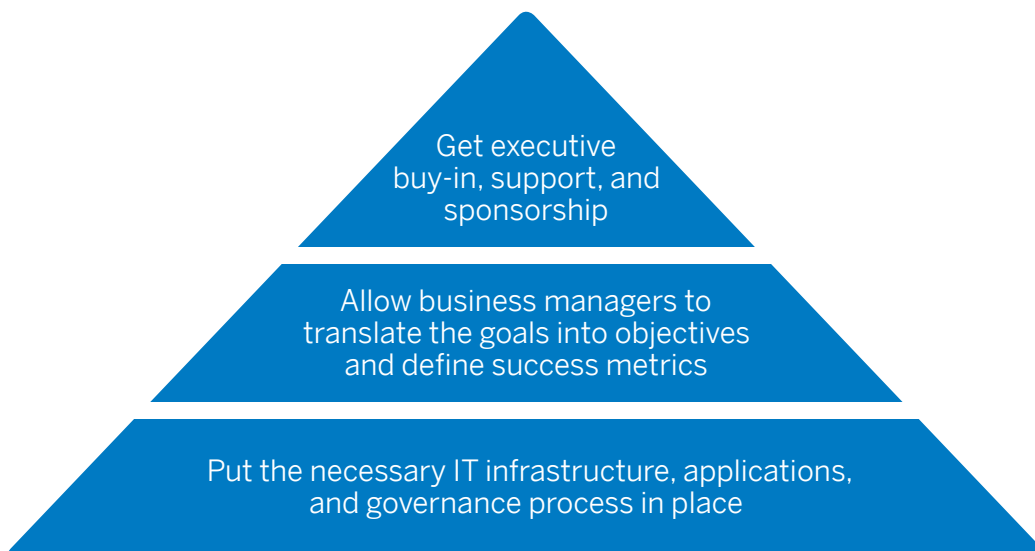 Get executive
buy-in, support, and
sponsorship
Allow business managers to
translate the goals into objectives
and define success metrics
Put the necessary IT infrastructure, applications,
and governance process in place